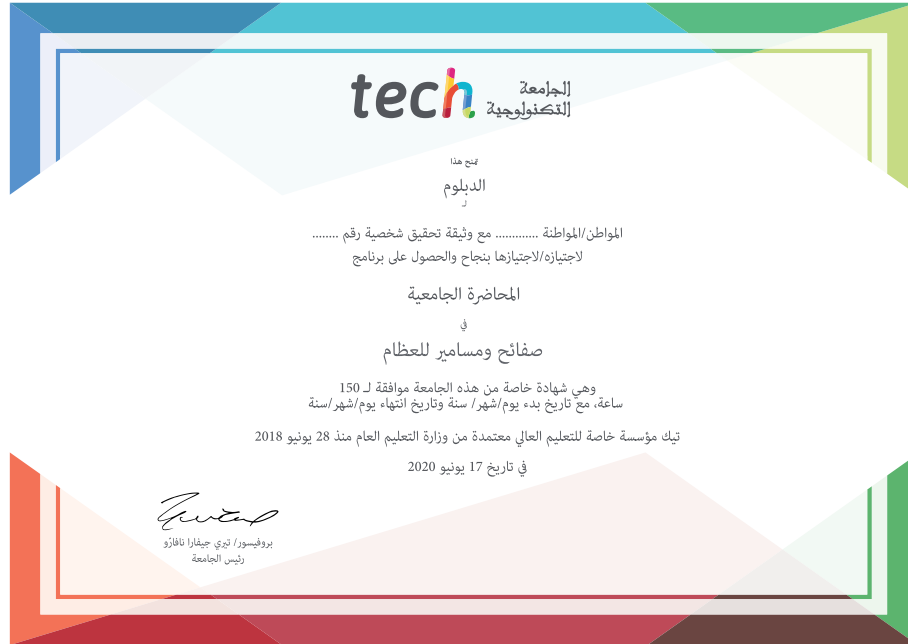 tech
الجامعة
التكنولوجية
تمنح هذا
الدبلوم
لـ
المواطن/المواطنة ............. مع وثيقة تحقيق شخصية رقم ........
لاجتيازه/لاجتيازها بنجاح والحصول على برنامج
المحاضرة الجامعية
في
صفائح ومسامير للعظام
وهي شهادة خاصة من هذه الجامعة موافقة لـ 150
ساعة، مع تاريخ بدء يوم/شهر/ سنة وتاريخ انتهاء يوم/شهر/سنة
تيك مؤسسة خاصة للتعليم العالي معتمدة من وزارة التعليم العام منذ 28 يونيو 2018
في تاريخ 17 يونيو 2020
بروفيسور/ تيري جيفارا نافارّو
رئيس الجامعة